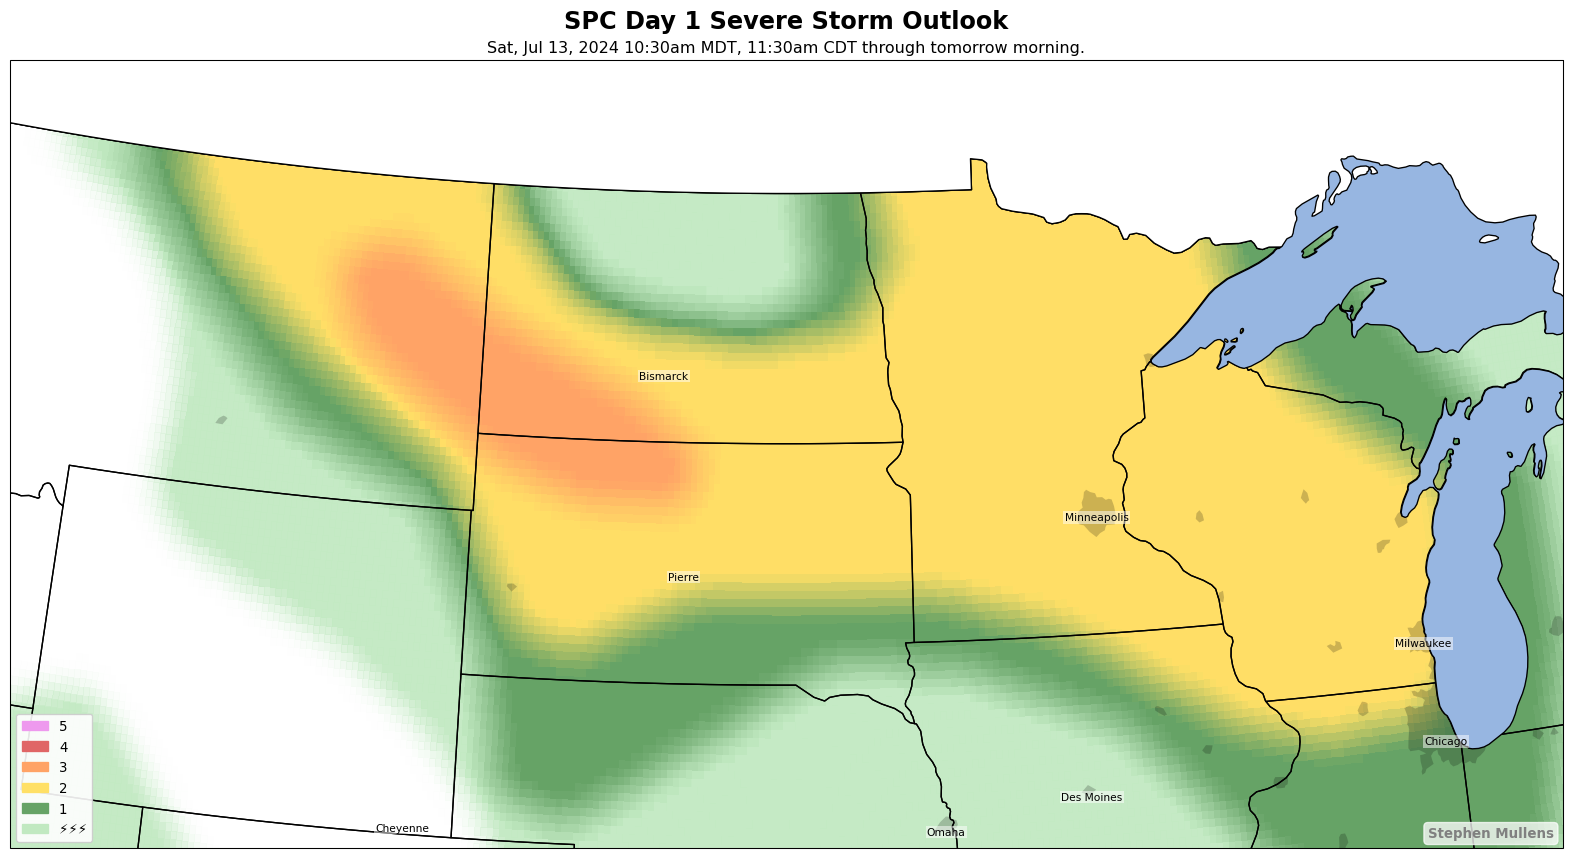 SPC Day 1 Severe Storm Outlook
Sat, Jul 13, 2024 10:30am MDT, 11:30am CDT through tomorrow morning.
Bismarck
Minneapolis
Pierre
Milwaukee
Chicago
Des Moines
Cheyenne
Omaha
5
4
3
2
1
⚡⚡⚡
Stephen Mullens